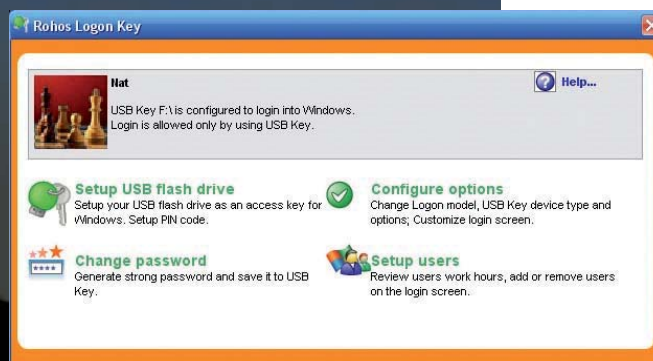 Rohos Logon Key
Nat
Help...
USB Key F:\ is configured to login into Windows.
Login is allowed only by using USB Key.
Setup USB flash drive
Setup your USB flash drive as an access key for
Windows. Setup PIN code.
Configure options
Change Logon model, USB Key device type and
options; Customize login screen.
Change password
Generate strong password and save it to USB
Key.
Setup users
Review users work hours, add or remove users
on the login screen.